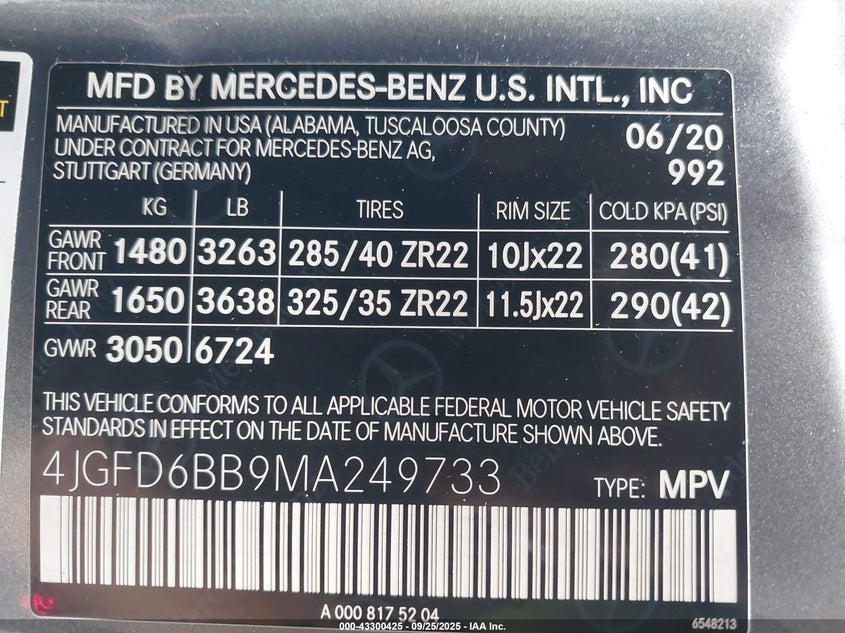 MFD BY MERCEDES-BENZ U.S. INTL., INC
MANUFACTURED IN USA (ALABAMA, TUSCALOOSA COUNTY) 06/20
UNDER CONTRACT FOR MERCEDES-BENZ AG,
STUTTGART (GERMANY) 992
KG LB TIRES RIM SIZE COLD KPA(PSI)
GAWR FRONT 1480 3263 285/40 ZR22 10Jx22 280(41)
GAWR REAR 1650 3638 325/35 ZR22 11.5Jx22 290(42)
GVWR 3050 6724
THIS VEHICLE CONFORMS TO ALL APPLICABLE FEDERAL MOTOR VEHICLE SAFETY
STANDARDS IN EFFECT ON THE DATE OF MANUFACTURE SHOWN ABOVE.
4JGFD6BB9MA249733 TYPE: MPV
A 000 817 52 04
6548213
000-43300425 - 09/25/2025 - IAA Inc.